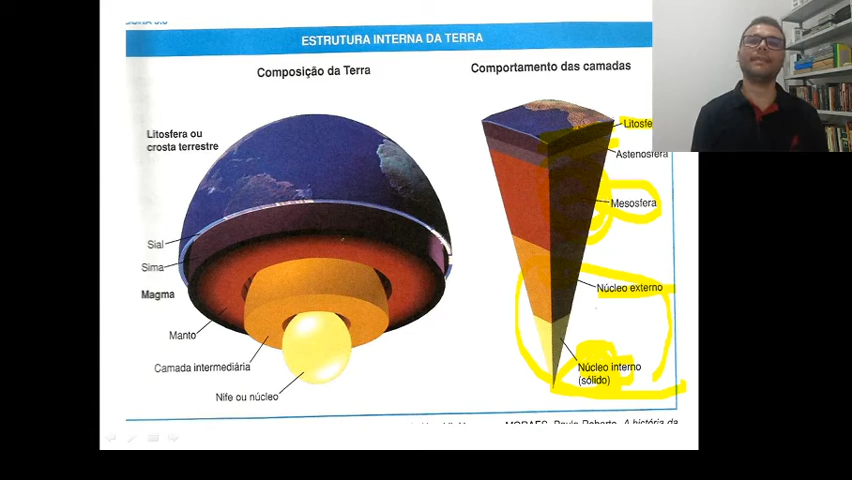 ESTRUTURA INTERNA DA TERRA
Composição da Terra
Comportamento das camadas
Litosfera ou
crosta terrestre
Sial
Sima
Magma
Manto
Camada intermediária
Nife ou núcleo
Litosfe
Astenosfera
Mesosfera
Núcleo externo
Núcleo interno
(sólido)
MORAES, Paulo Roberto. A história da